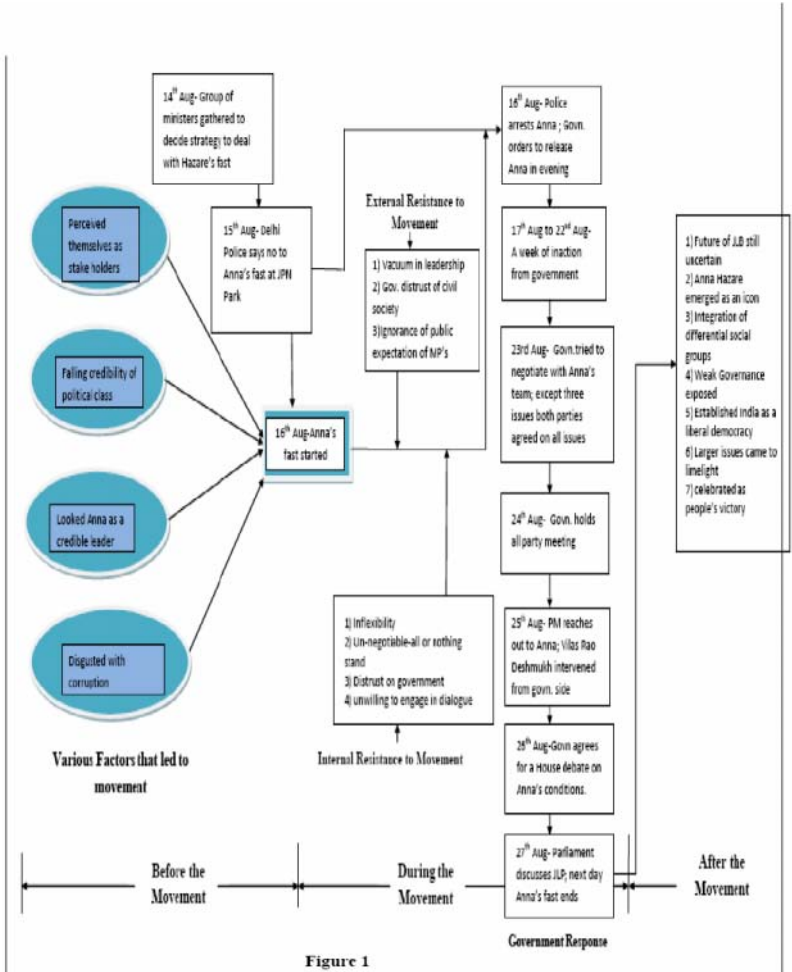 14th Aug- Group of
ministers gathered to
decide strategy to deal
with Hazare's fast
15th Aug- Delhi
Police says no to
Anna's fast at JPN
Park
Perceived
themselves as
stake holders
Falling credibility of
political class
Looked Anna as a
credible leader
Disgusted with
corruption
Various Factors that led to
movement
16th Aug-Anna's
fast started
External Resistance to
Movement
1) Vacuum in leadership
2) Gov. distrust of civil
society
3)Ignorance of public
expectation of MP's
1) Inflexibility
2) Un-negotiable-all or nothing
stand
3) Distrust on government
4) unwilling to engage in dialogue
Internal Resistance to Movement
16th Aug- Police
arrests Anna ; Govn.
orders to release
Anna in evening
17th Aug to 22nd Aug-
A week of inaction
from government
23rd Aug- Govn.tried to
negotiate with Anna's
team; except three
issues both parties
agreed on all issues
24th Aug- Govn. holds
all party meeting
25th Aug- PM reaches
out to Anna; Vilas Rao
Deshmukh intervened
from govn. side
26th Aug-Govn agrees
for a House debate on
Anna's conditions.
27th Aug- Parliament
discusses JLP; next day
Anna's fast ends
Government Response
1) Future of JLB still
uncertain
2) Anna Hazare
emerged as an icon
3) Integration of
differential social
groups
4) Weak Governance
exposed
5) Established India as a
liberal democracy
6) Larger issues came to
limelight
7) celebrated as
people's victory
Before the
Movement
During the
Movement
After the
Movement
Figure 1